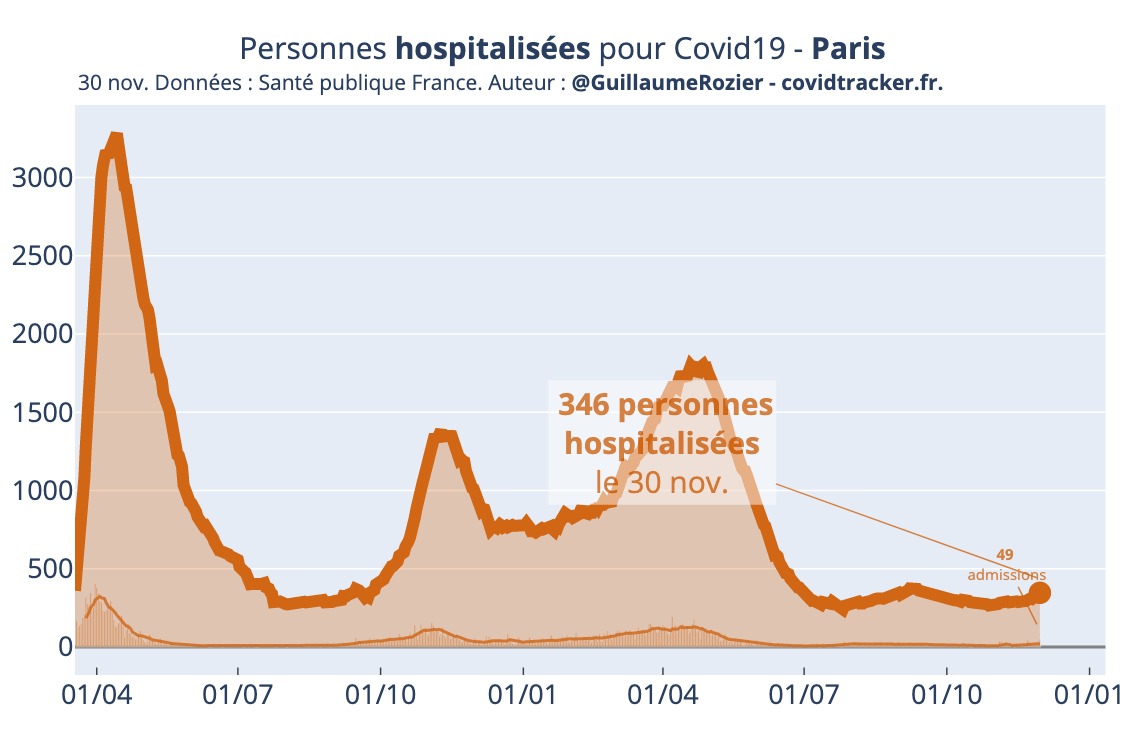 Personnes hospitalisées pour Covid19 - Paris
30 nov. Données : Santé publique France. Auteur : @GuillaumeRozier - covidtracker.fr.
3000
2500
2000
1500
1000
500
0
346 personnes
hospitalisées
le 30 nov.
49
admissions
01/04
01/07
01/10
01/01
01/04
01/07
01/10
01/01